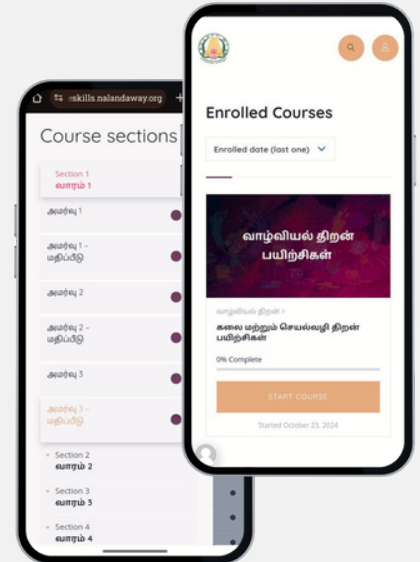 eskills.nalandaway.org
Course sections
Section 1
வாரம் 1
அமர்வு 1
அமர்வு 1 -
மதிப்பீடு
அமர்வு 2
அமர்வு 2 -
மதிப்பீடு
அமர்வு 3
அமர்வு 3 -
மதிப்பீடு
Section 2
வாரம் 2
Section 3
வாரம் 3
Section 4
வாரம் 4
Enrolled Courses
Enrolled date (last one)
வாழ்வியல் திறன்
பயிற்சிகள்
வாழ்வியல் திறன் >
கலை மற்றும் செயல்வழி திறன்
பயிற்சிகள்
0% Complete
START COURSE
Started October 23, 2024